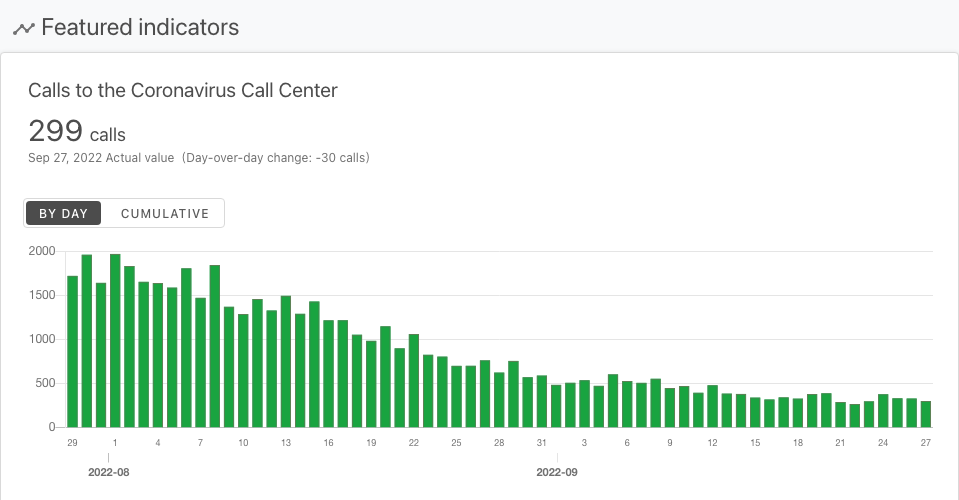 Featured indicators
Calls to the Coronavirus Call Center
299 calls
Sep 27, 2022 Actual value (Day-over-day change: -30 calls)
BY DAY CUMULATIVE
2000
1500
1000
500
0
29 1 4 7 10 13 16 19 22 25 28 31 3 6 9 12 15 18 21 24 27
2022-08 2022-09